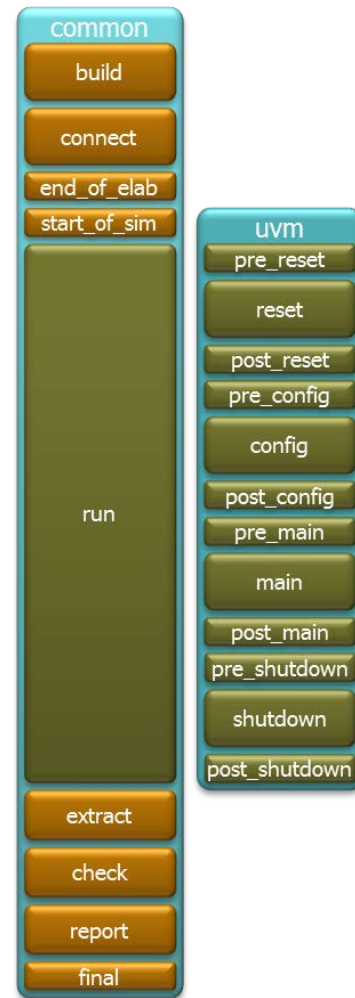 common
build
connect
end_of_elab
start_of_sim
run
extract
check
report
final
uvm
pre_reset
reset
post_reset
pre_config
config
post_config
pre_main
main
post_main
pre_shutdown
shutdown
post_shutdown